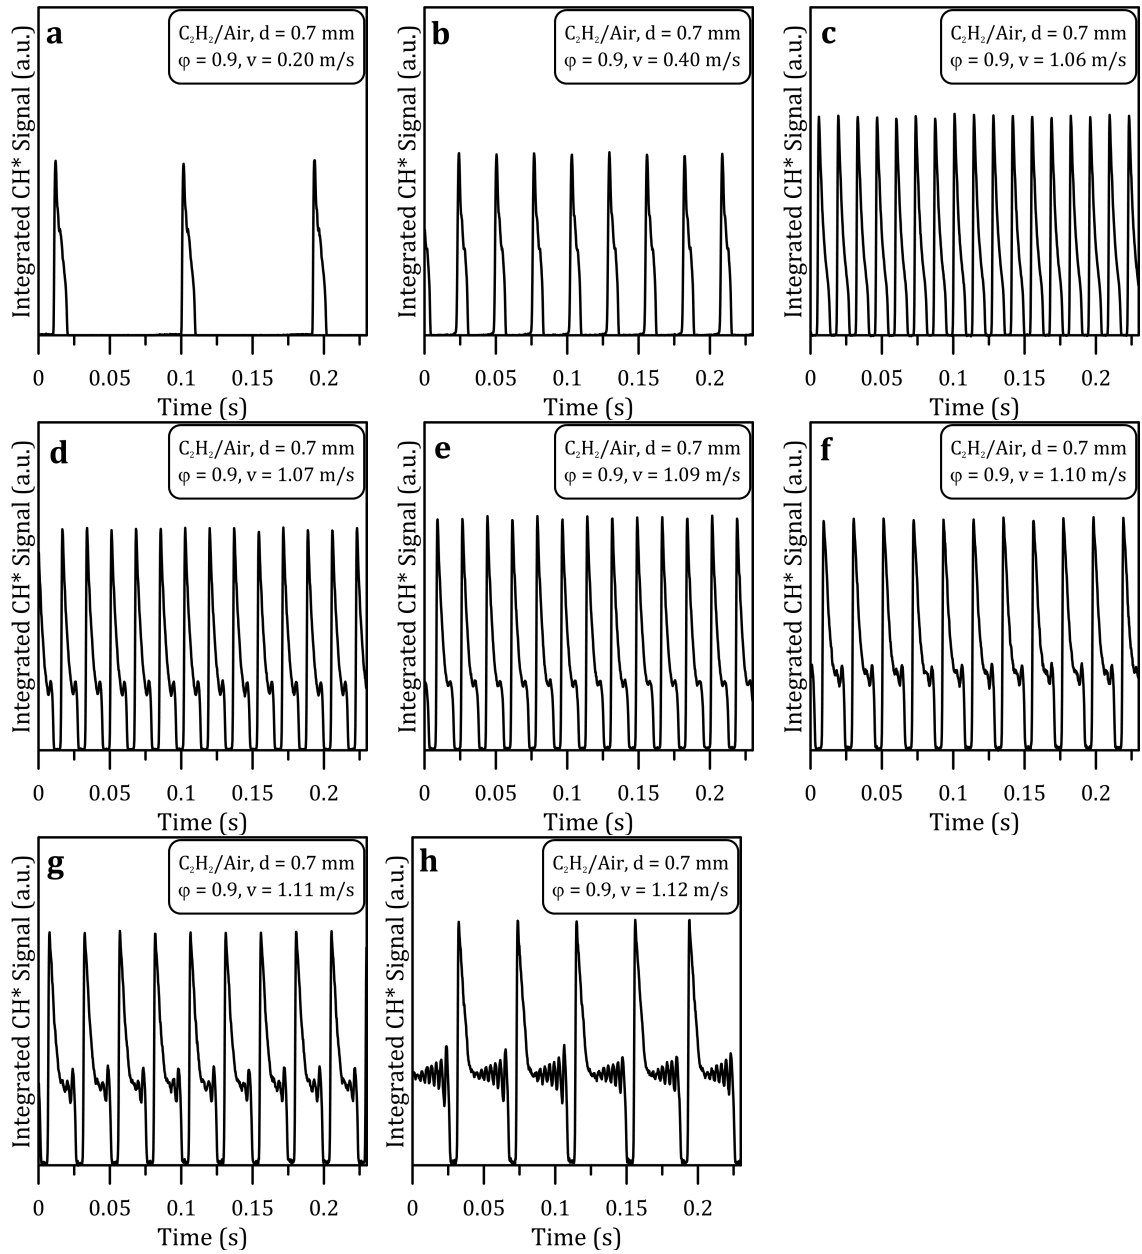 a
C₂H₂/Air, d = 0.7 mm
φ = 0.9, v = 0.20 m/s
Integrated CH* Signal (a.u.)
0 0.05 0.1 0.15 0.2
Time (s)
b
C₂H₂/Air, d = 0.7 mm
φ = 0.9, v = 0.40 m/s
Integrated CH* Signal (a.u.)
0 0.05 0.1 0.15 0.2
Time (s)
c
C₂H₂/Air, d = 0.7 mm
φ = 0.9, v = 1.06 m/s
Integrated CH* Signal (a.u.)
0 0.05 0.1 0.15 0.2
Time (s)
d
C₂H₂/Air, d = 0.7 mm
φ = 0.9, v = 1.07 m/s
Integrated CH* Signal (a.u.)
0 0.05 0.1 0.15 0.2
Time (s)
e
C₂H₂/Air, d = 0.7 mm
φ = 0.9, v = 1.09 m/s
Integrated CH* Signal (a.u.)
0 0.05 0.1 0.15 0.2
Time (s)
f
C₂H₂/Air, d = 0.7 mm
φ = 0.9, v = 1.10 m/s
Integrated CH* Signal (a.u.)
0 0.05 0.1 0.15 0.2
Time (s)
g
C₂H₂/Air, d = 0.7 mm
φ = 0.9, v = 1.11 m/s
Integrated CH* Signal (a.u.)
0 0.05 0.1 0.15 0.2
Time (s)
h
C₂H₂/Air, d = 0.7 mm
φ = 0.9, v = 1.12 m/s
Integrated CH* Signal (a.u.)
0 0.05 0.1 0.15 0.2
Time (s)